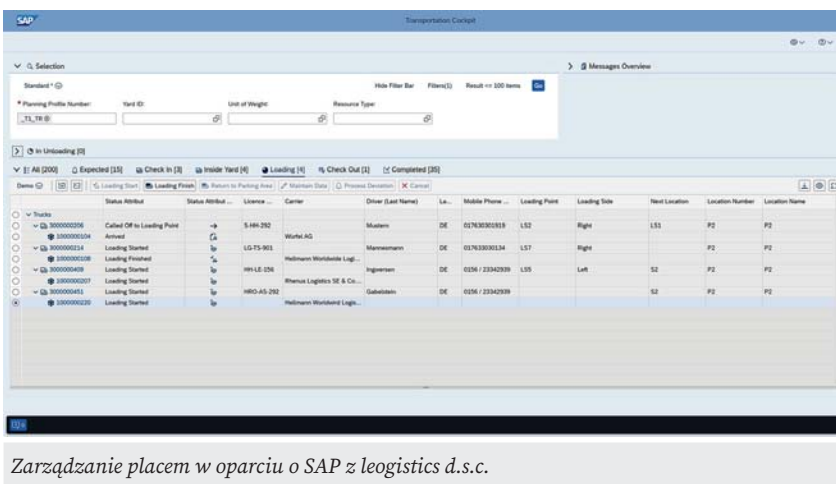 SAP
Transportation Cockpit
Selection
Messages Overview
Standard *
Hide Filter Bar Filters(1) Result <= 100 items Go
* Planning Profile Number: Yard ID: Unit of Weight: Resource Type:
_T1_TR
In Unloading [0]
All [200] Expected [15] Check In [3] Inside Yard [4] Loading [4] Check Out [1] Completed [35]
Demo Loading Start Loading Finish Return to Parking Area Maintain Data Process Deviation Cancel
Status Attribut Status Attribut ... Licence ... Carrier Driver (Last Name) La... Mobile Phone ... Loading Point Loading Side Next Location Location Number Location Name
Trucks
3000000206 Called Off to Loading Point S-HH-292 Mustern DE 017630301919 LS2 Right LS1 P2 P2
1000000104 Arrived Würfel AG
3000000214 Loading Started LG-TS-901 Mannesmann DE 017633030134 LS7 Right P2 P2
1000000108 Loading Finished Hellmann Worldwide Logi...
3000000409 Loading Started HH-LE-156 Ingwersen DE 0156 / 23342939 LS5 Left S2 P2 P2
1000000207 Loading Started Rhenus Logistics SE & Co....
3000000451 Loading Started HRO-AS-292 Gabelstein DE 0156 / 23342939 S2 P2 P2
1000000220 Loading Started Hellmann Worldwird Logis...
Zarządzanie placem w oparciu o SAP z leogistics d.s.c.